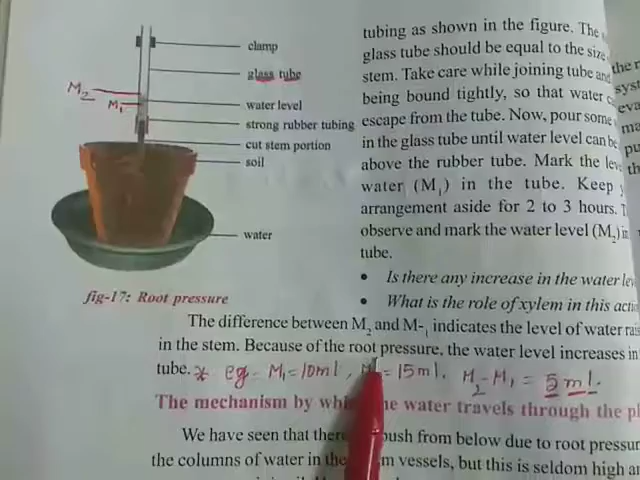 clamp
glass tube
M2
M1
water level
strong rubber tubing
cut stem portion
soil
water
fig-17: Root pressure
tubing as shown in the figure. The
glass tube should be equal to the size
stem. Take care while joining tube and
being bound tightly, so that water
escape from the tube. Now, pour some
in the glass tube until water level can be
above the rubber tube. Mark the
water (M1) in the tube. Keep
arrangement aside for 2 to 3 hours.
observe and mark the water level (M2) in
tube.
• Is there any increase in the water
• What is the role of xylem in this
The difference between M2 and M-1 indicates the level of water
in the stem. Because of the root pressure, the water level increases in
tube. * eg - M1 = 10ml, = 15ml. M2 - M1 = 5ml.
The mechanism by the water travels through the
We have seen that push from below due to root
the columns of water in the vessels, but this is seldom high